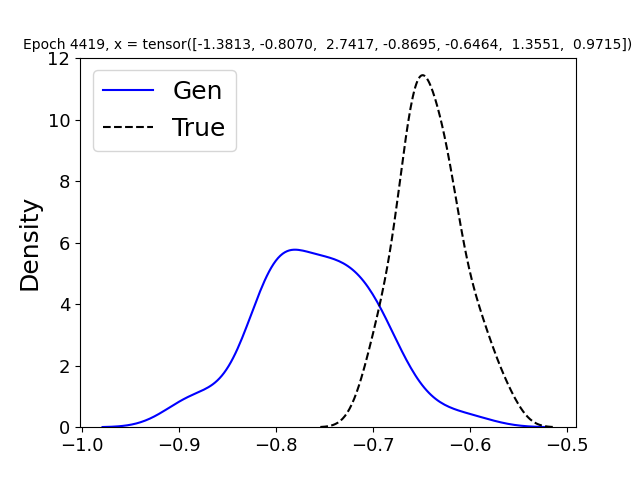 Epoch 4419, x = tensor([-1.3813, -0.8070,  2.7417, -0.8695, -0.6464,  1.3551,  0.9715])
12
Gen
True
10
8
6
4
2
0
Density
−1.0 −0.9 −0.8 −0.7 −0.6 −0.5